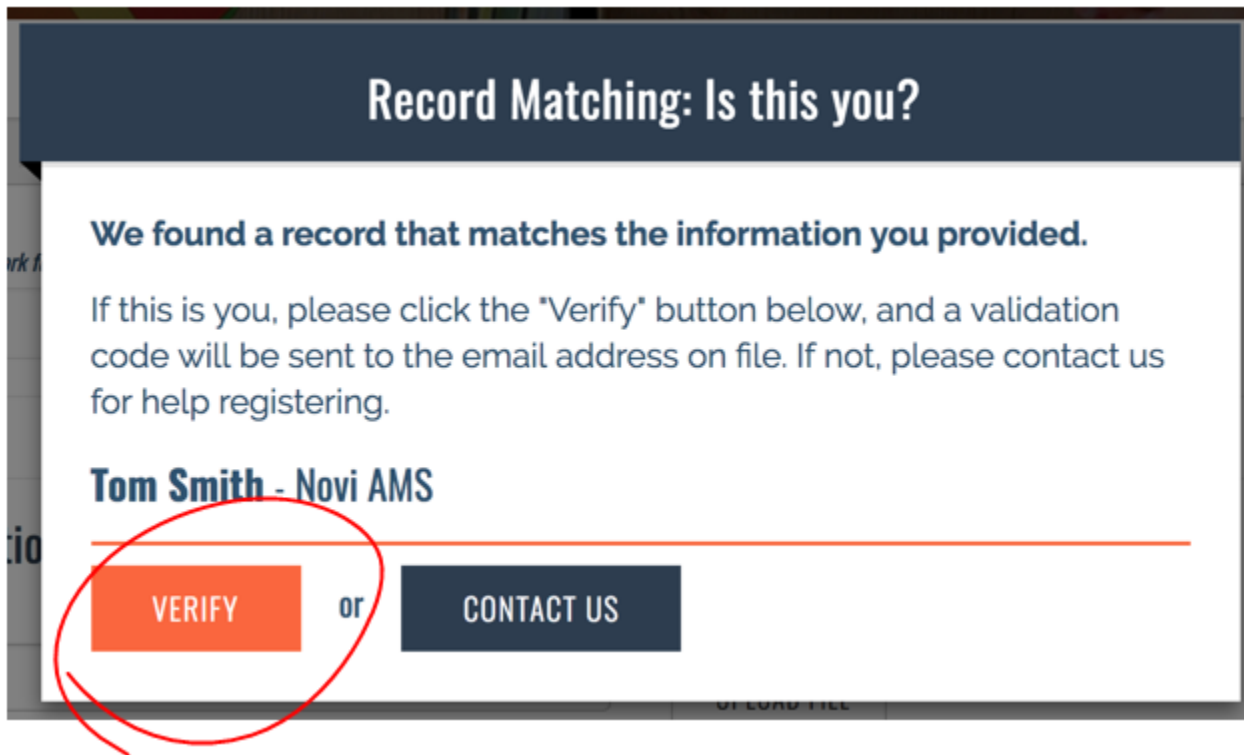 Record Matching: Is this you?
We found a record that matches the information you provided.
If this is you, please click the "Verify" button below, and a validation
code will be sent to the email address on file. If not, please contact us
for help registering.
Tom Smith - Novi AMS
VERIFY or CONTACT US